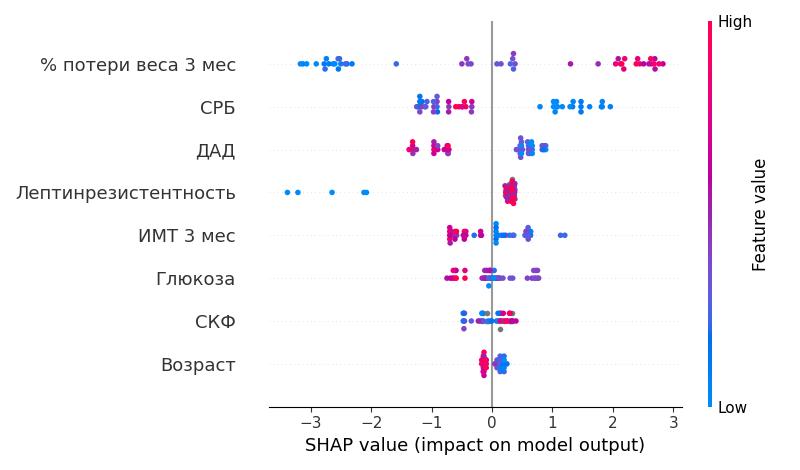 High
% потери веса 3 мес
СРБ
ДАД
Лептинрезистентность
ИМТ 3 мес
Глюкоза
СКФ
Возраст
Feature value
Low
−3 −2 −1 0 1 2 3
SHAP value (impact on model output)